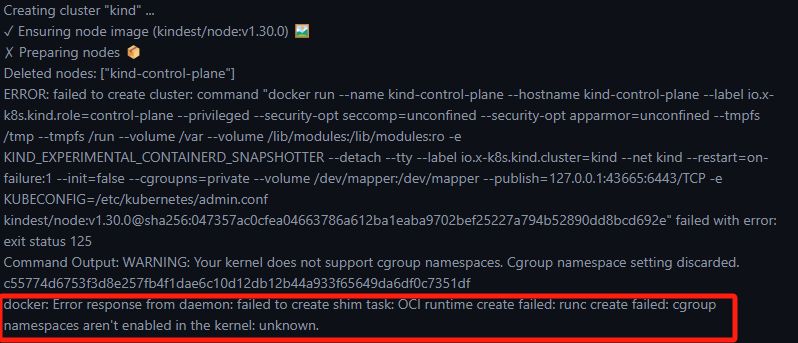 Creating cluster "kind" ...
✓ Ensuring node image (kindest/node:v1.30.0) 🖼
✗ Preparing nodes 📦
Deleted nodes: ["kind-control-plane"]
ERROR: failed to create cluster: command "docker run --name kind-control-plane --hostname kind-control-plane --label io.x-
k8s.kind.role=control-plane --privileged --security-opt seccomp=unconfined --security-opt apparmor=unconfined --tmpfs
/tmp --tmpfs /run --volume /var --volume /lib/modules:/lib/modules:ro -e
KIND_EXPERIMENTAL_CONTAINERD_SNAPSHOTTER --detach --tty --label io.x-k8s.kind.cluster=kind --net kind --restart=on-
failure:1 --init=false --cgroupns=private --volume /dev/mapper:/dev/mapper --publish=127.0.0.1:43665:6443/TCP -e
KUBECONFIG=/etc/kubernetes/admin.conf
kindest/node:v1.30.0@sha256:047357ac0cfea04663786a612ba1eaba9702bef25227a794b52890dd8bcd692e" failed with error:
exit status 125
Command Output: WARNING: Your kernel does not support cgroup namespaces. Cgroup namespace setting discarded.
c55774d6753f3d8e257fb4f1dae6c10d12db12b44a933f65649da6df0c7351df
docker: Error response from daemon: failed to create shim task: OCI runtime create failed: runc create failed: cgroup
namespaces aren't enabled in the kernel: unknown.